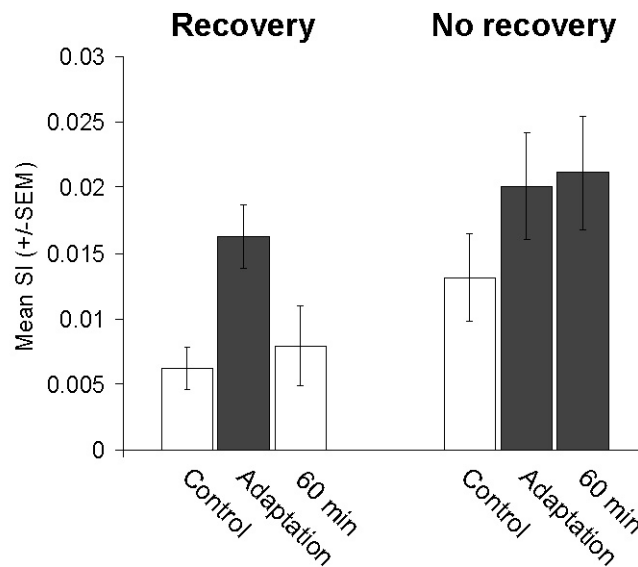 Recovery No recovery
0.03
0.025
0.02
0.015
0.01
0.005
0
Mean SI (+/-SEM)
Control Adaptation 60 min Control Adaptation 60 min